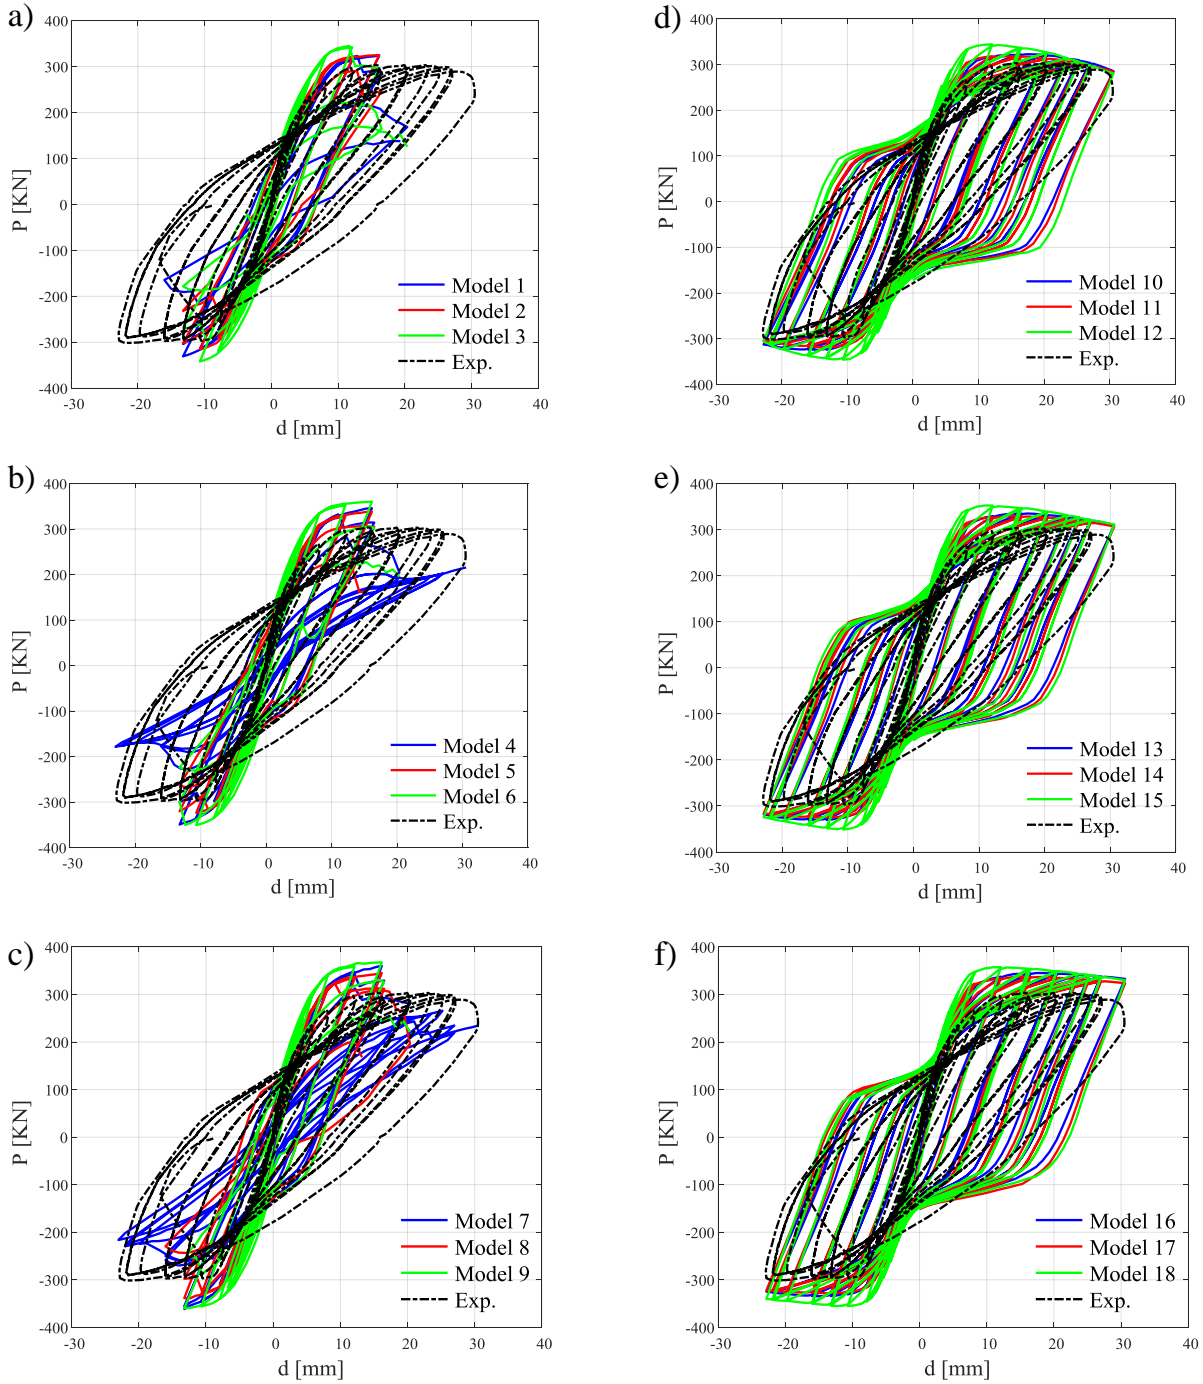 a)
400
300
200
100
0
-100
-200
-300
-400
P [KN]
-30
-20
-10
0
10
20
30
40
d [mm]
Model 1
Model 2
Model 3
Exp.
d)
400
300
200
100
0
-100
-200
-300
-400
P [KN]
-30
-20
-10
0
10
20
30
40
d [mm]
Model 10
Model 11
Model 12
Exp.
b)
400
300
200
100
0
-100
-200
-300
-400
P [KN]
-30
-20
-10
0
10
20
30
40
d [mm]
Model 4
Model 5
Model 6
Exp.
e)
400
300
200
100
0
-100
-200
-300
-400
P [KN]
-30
-20
-10
0
10
20
30
40
d [mm]
Model 13
Model 14
Model 15
Exp.
c)
400
300
200
100
0
-100
-200
-300
-400
P [KN]
-30
-20
-10
0
10
20
30
40
d [mm]
Model 7
Model 8
Model 9
Exp.
f)
400
300
200
100
0
-100
-200
-300
-400
P [KN]
-30
-20
-10
0
10
20
30
40
d [mm]
Model 16
Model 17
Model 18
Exp.